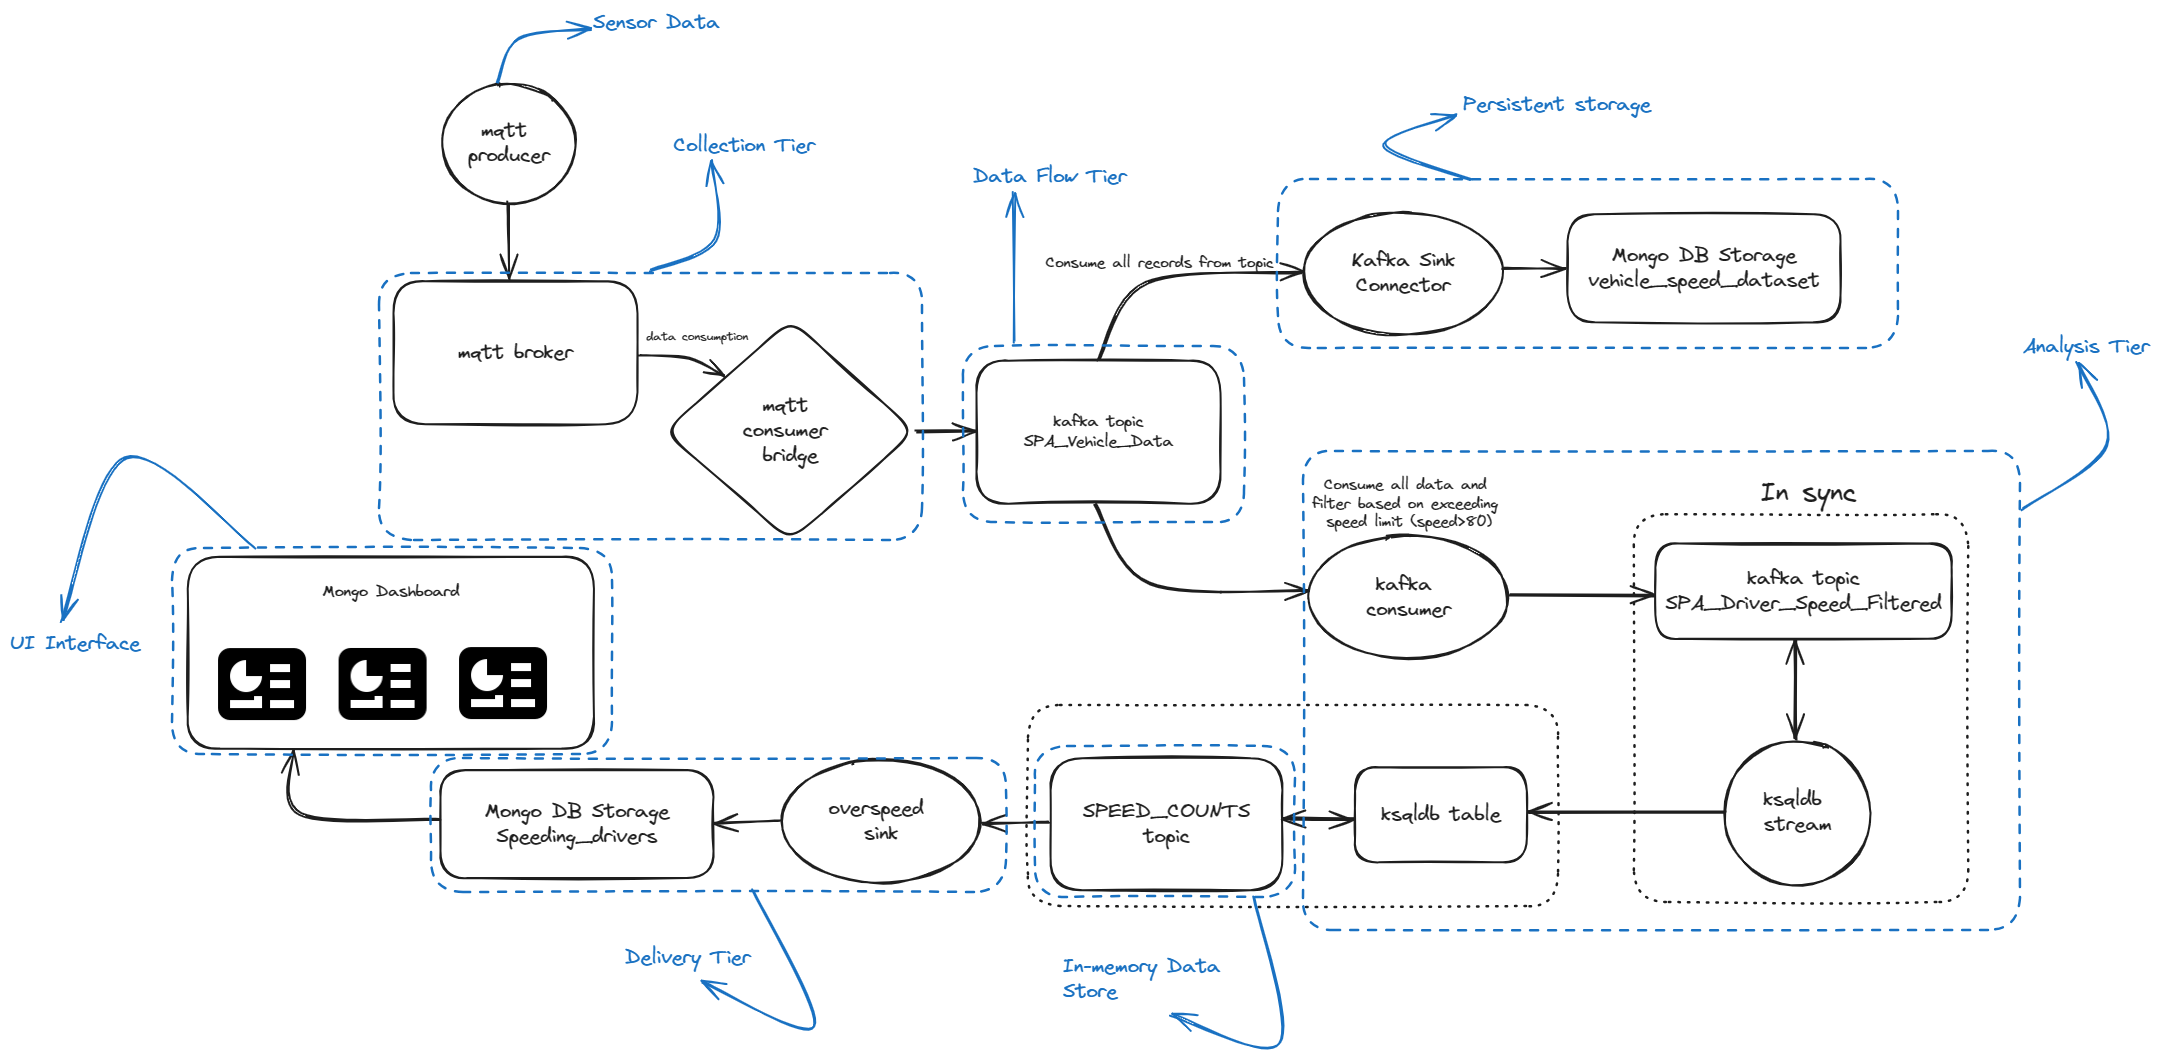 Sensor Data
mqtt
producer
Collection Tier
Persistent storage
Data Flow Tier
Consume all records from topic
Kafka Sink
Connector
Mongo DB Storage
vehicle_speed_dataset
mqtt broker
data consumption
mqtt
consumer
bridge
kafka topic
SPA_Vehicle_Data
Analysis Tier
Consume all data and
filter based on exceeding
speed limit (speed>80)
In sync
kafka
consumer
kafka topic
SPA_Driver_Speed_Filtered
UI Interface
Mongo Dashboard
Mongo DB Storage
Speeding_drivers
overspeed
sink
SPEED_COUNTS
topic
ksqldb table
ksqldb
stream
Delivery Tier
In-memory Data
Store